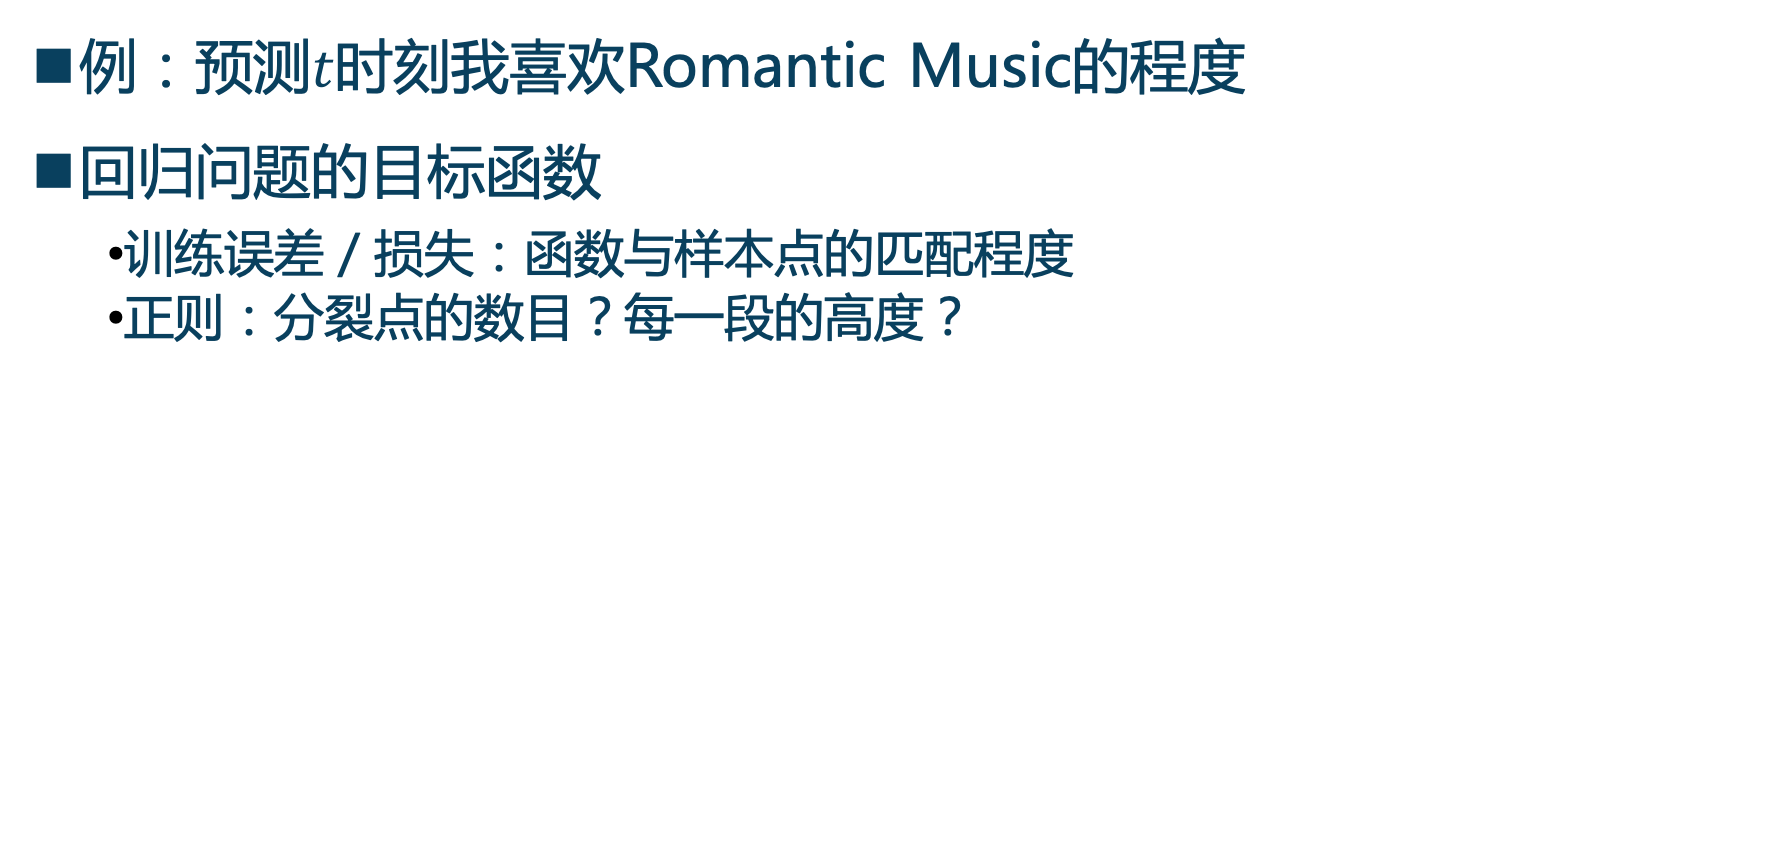 ■例：预测t时刻我喜欢Romantic Music的程度
■回归问题的目标函数
•训练误差 / 损失：函数与样本点的匹配程度
•正则：分裂点的数目？每一段的高度？